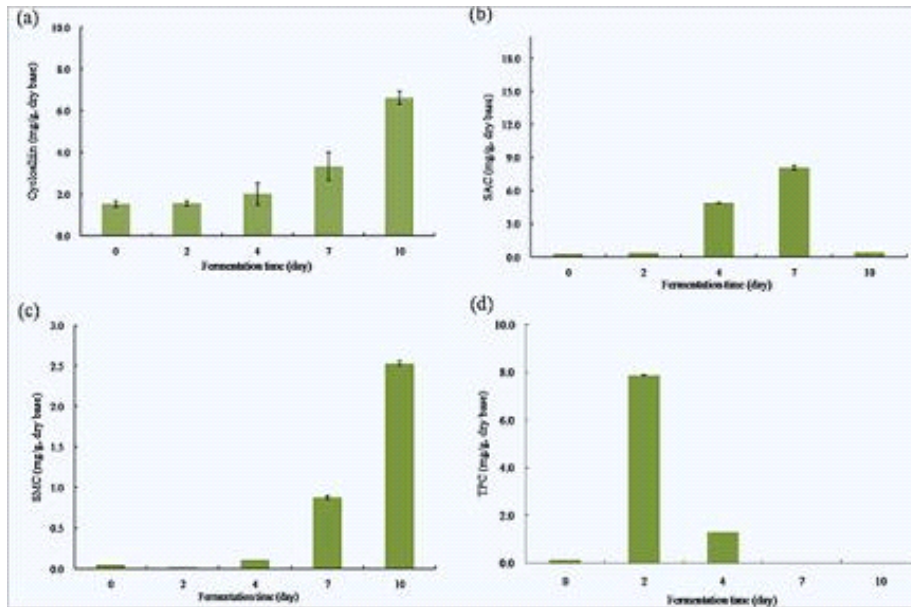 (a)
Cycloalliin (mg/g, dry base)
10.0
8.0
6.0
4.0
2.0
0.0
0 2 4 7 10
Fermentation time (day)
(b)
SAC (mg/g, dry base)
18.0
15.0
12.0
9.0
6.0
3.0
0.0
0 2 4 7 10
Fermentation time (day)
(c)
SMC (mg/g, dry base)
3.0
2.5
2.0
1.5
1.0
0.5
0.0
0 2 4 7 10
Fermentation time (day)
(d)
TPC (mg/g, dry base)
10.0
8.0
6.0
4.0
2.0
0.0
0 2 4 7 10
Fermentation time (day)